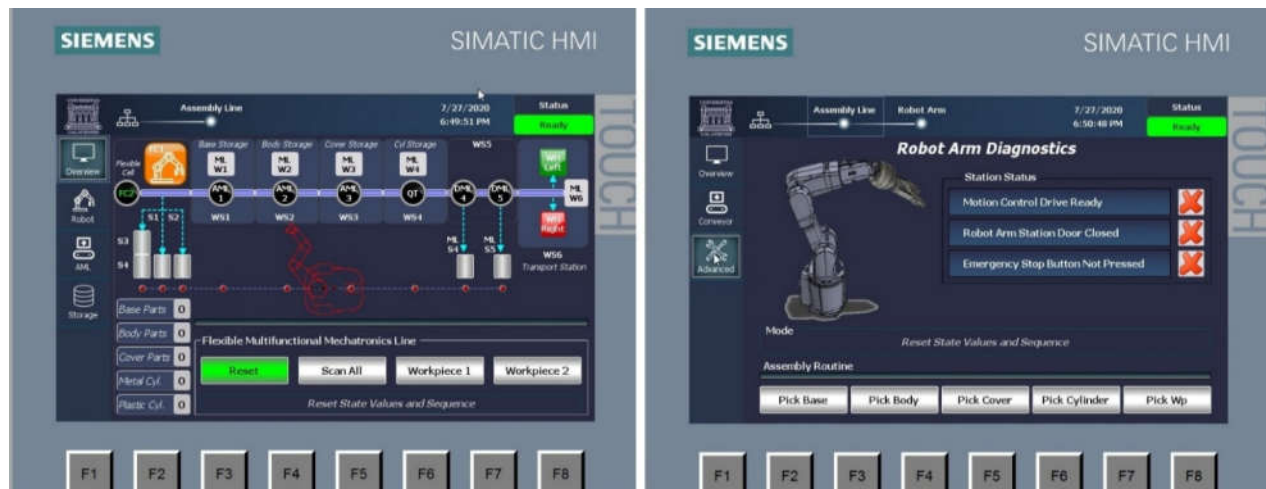 SIEMENS
SIMATIC HMI
TOUCH
Assembly Line
7/27/2020
6:49:51 PM
Status
Ready
Overview
Robot
AML
Storage
Flexible
Cell
FC2
Base Storage
Body Storage
Cover Storage
Cyl Storage
WS5
ML
W1
ML
W2
ML
W3
ML
W4
WH
Left
AML
1
AML
2
AML
3
QT
DML
4
DML
5
ML
W6
S1
S2
WS1
WS2
WS3
WS4
WH
Right
S3
S4
ML
S4
ML
S5
WS6
Transport Station
Base Parts 0
Body Parts 0
Cover Parts 0
Metal Cyl. 0
Plastic Cyl. 0
Flexible Multifunctional Mechatronics Line
Reset
Scan All
Workpiece 1
Workpiece 2
Reset State Values and Sequence
F1 F2 F3 F4 F5 F6 F7 F8
SIEMENS
SIMATIC HMI
TOUCH
Assembly Line
Robot Arm
7/27/2020
6:50:48 PM
Status
Ready
Overview
Conveyor
Advanced
Robot Arm Diagnostics
Station Status
Motion Control Drive Ready
Robot Arm Station Door Closed
Emergency Stop Button Not Pressed
Mode
Reset State Values and Sequence
Assembly Routine
Pick Base
Pick Body
Pick Cover
Pick Cylinder
Pick Wp
F1 F2 F3 F4 F5 F6 F7 F8